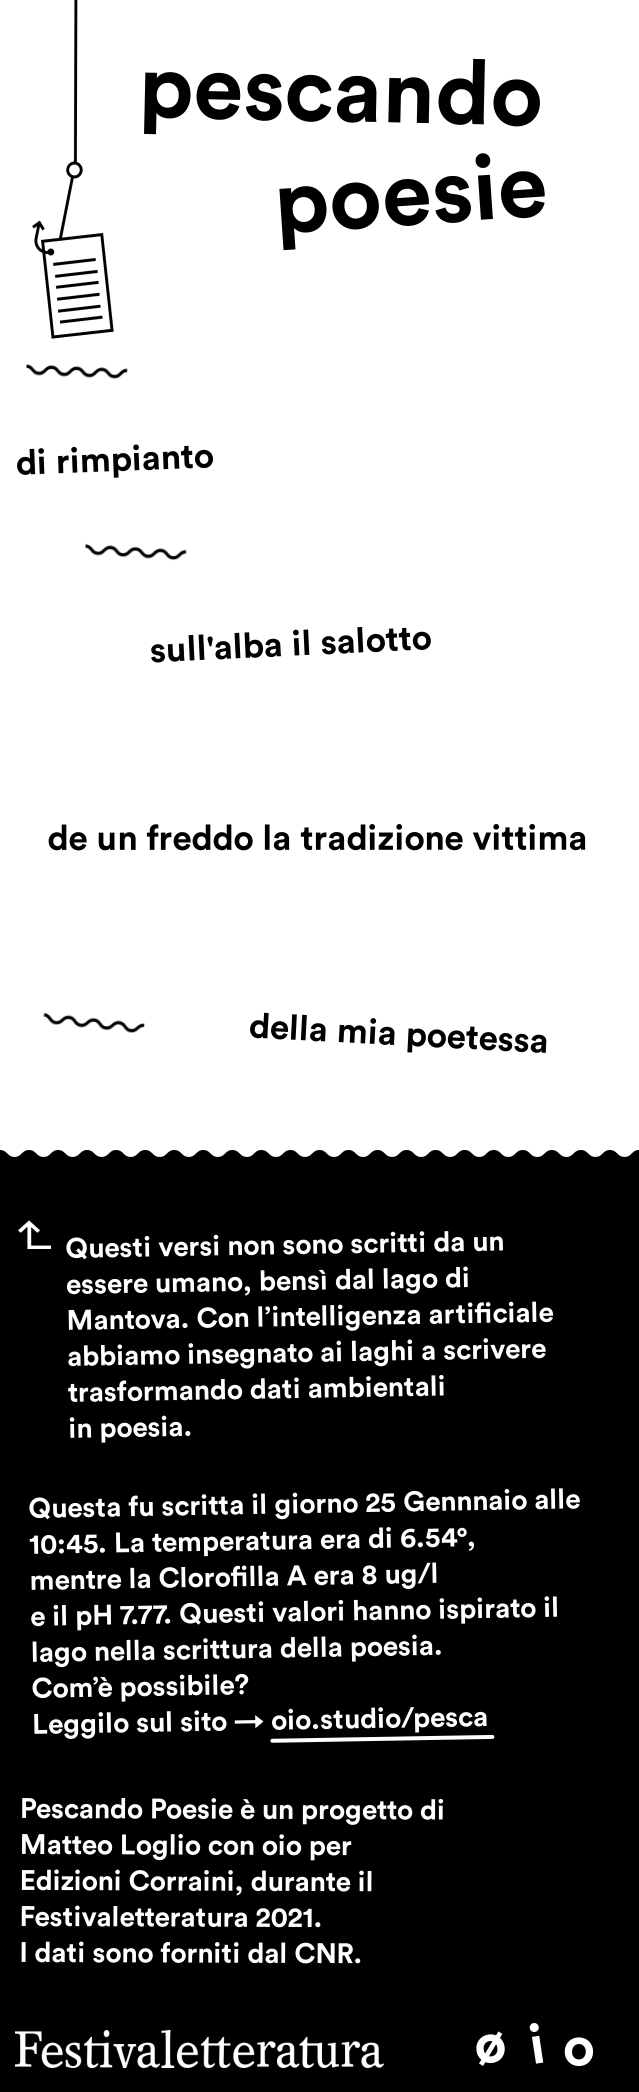 pescando
poesie
di rimpianto
sull'alba il salotto
de un freddo la tradizione vittima
della mia poetessa
Questi versi non sono scritti da un
essere umano, bensì dal lago di
Mantova. Con l’intelligenza artificiale
abbiamo insegnato ai laghi a scrivere
trasformando dati ambientali
in poesia.
Questa fu scritta il giorno 25 Gennnaio alle
10:45. La temperatura era di 6.54°,
mentre la Clorofilla A era 8 ug/l
e il pH 7.77. Questi valori hanno ispirato il
lago nella scrittura della poesia.
Com’è possibile?
Leggilo sul sito → oio.studio/pesca
Pescando Poesie è un progetto di
Matteo Loglio con oio per
Edizioni Corraini, durante il
Festivaletteratura 2021.
I dati sono forniti dal CNR.
Festivaletteratura øio